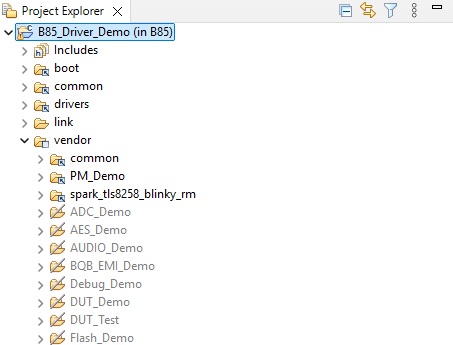 Project Explorer
B85_Driver_Demo (in B85)
Includes
boot
common
drivers
link
vendor
common
PM_Demo
spark_tls8258_blinky_rm
ADC_Demo
AES_Demo
AUDIO_Demo
BQB_EMI_Demo
Debug_Demo
DUT_Demo
DUT_Test
Flash_Demo